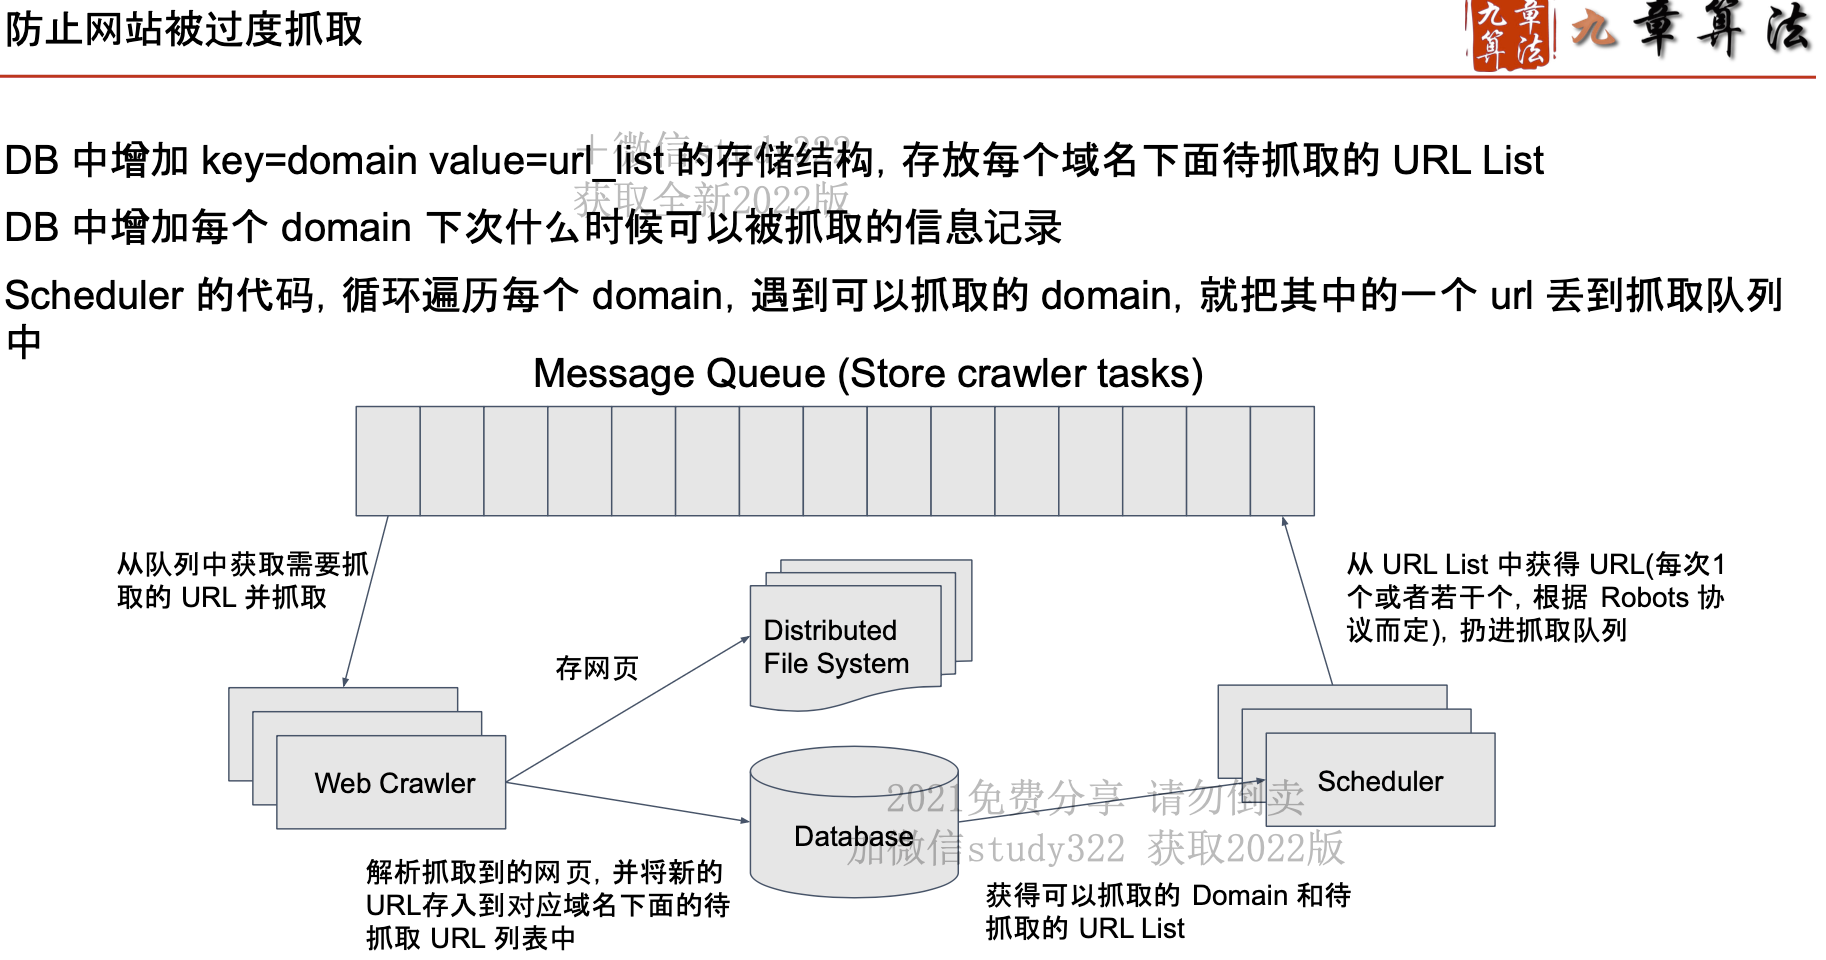 防止网站被过度抓取
九章
算法
九章算法
DB 中增加 key=domain value=url_list 的存储结构, 存放每个域名下面待抓取的 URL List
+微信study322
获取全新2022版
DB 中增加每个 domain 下次什么时候可以被抓取的信息记录
Scheduler 的代码, 循环遍历每个 domain, 遇到可以抓取的 domain, 就把其中的一个 url 丢到抓取队列
中
Message Queue (Store crawler tasks)
从队列中获取需要抓
取的 URL 并抓取
从 URL List 中获得 URL(每次1
个或者若干个, 根据 Robots 协
议而定), 扔进抓取队列
存网页
Distributed
File System
Web Crawler
Database
Scheduler
2021免费分享 请勿倒卖
加微信study322 获取2022版
解析抓取到的网页, 并将新的
URL存入到对应域名下面的待
抓取 URL 列表中
获得可以抓取的 Domain 和待
抓取的 URL List